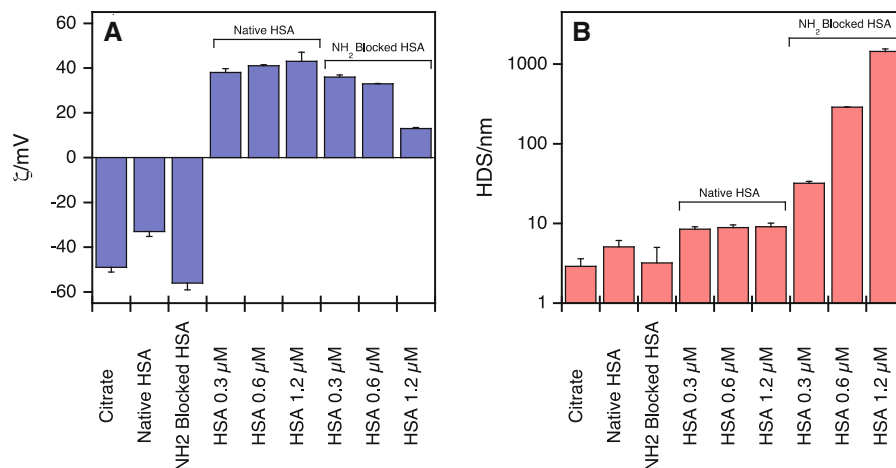 A
60
40
20
0
-20
-40
-60
ζ/mV
Native HSA
NH2 Blocked HSA
Citrate
Native HSA
NH2 Blocked HSA
HSA 0.3 µM
HSA 0.6 µM
HSA 1.2 µM
HSA 0.3 µM
HSA 0.6 µM
HSA 1.2 µM
B
1000
100
10
1
HDS/nm
Native HSA
NH2Blocked HSA
Citrate
Native HSA
NH2 Blocked HSA
HSA 0.3 µM
HSA 0.6 µM
HSA 1.2 µM
HSA 0.3 µM
HSA 0.6 µM
HSA 1.2 µM